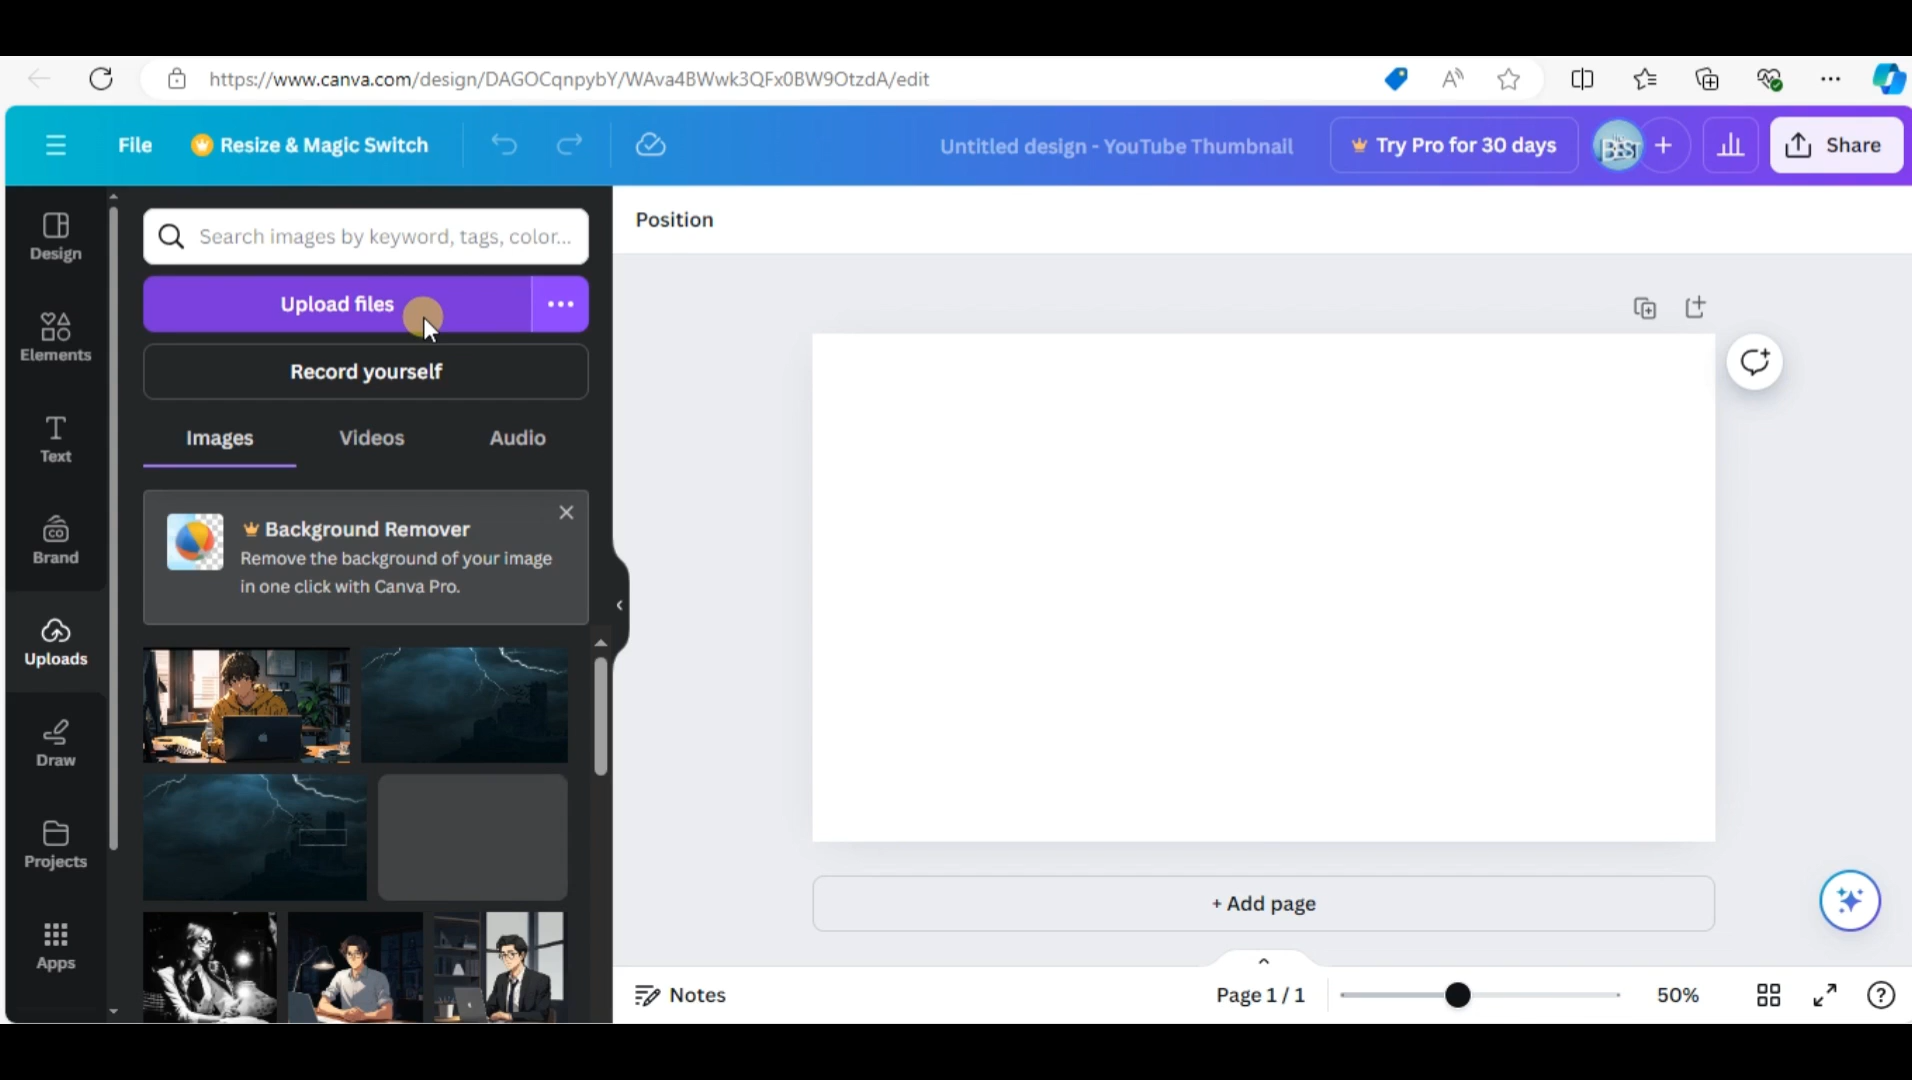 https://www.canva.com/design/DAGOCqnpybY/WAva4BWwk3QFx0BW9OtzdA/edit
File
Resize & Magic Switch
Untitled design - YouTube Thumbnail
Try Pro for 30 days
BEST
Share
Design
Elements
Text
Brand
Uploads
Draw
Projects
Apps
Search images by keyword, tags, color...
Upload files
Record yourself
Images
Videos
Audio
Background Remover
Remove the background of your image
in one click with Canva Pro.
Position
+ Add page
Notes
Page 1 / 1
50%